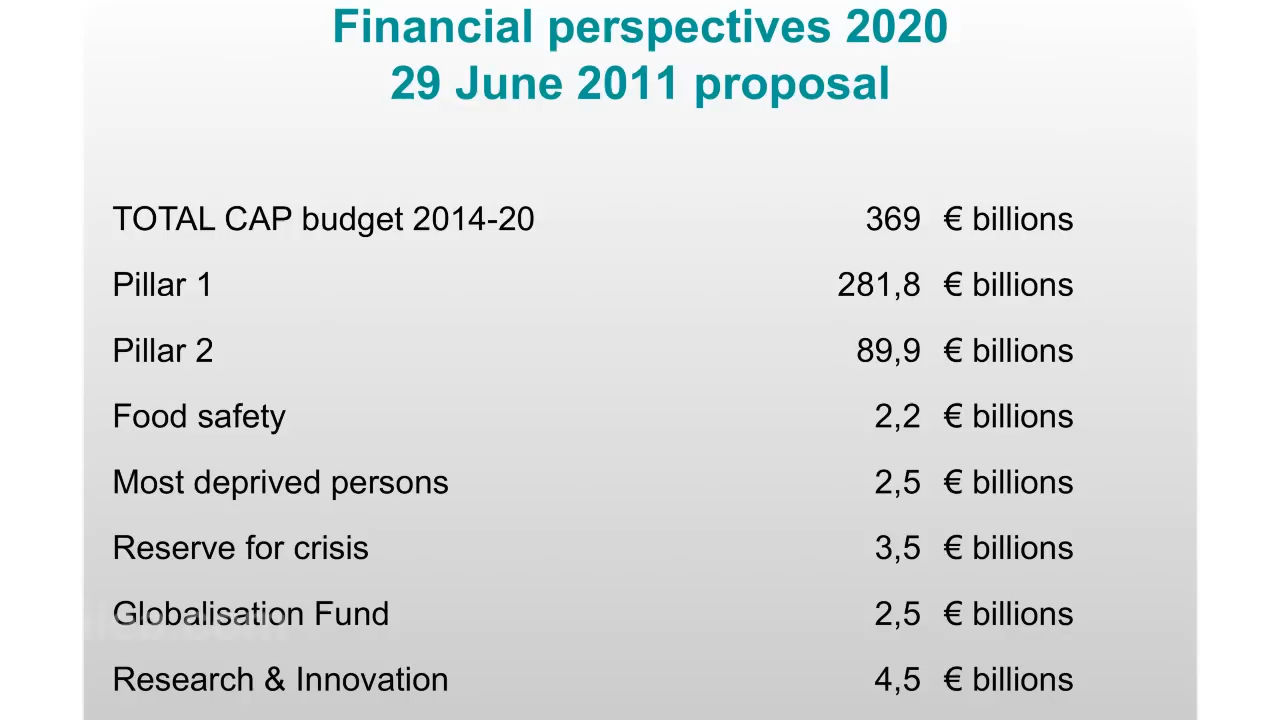 Financial perspectives 2020
29 June 2011 proposal
TOTAL CAP budget 2014-20 369 € billions
Pillar 1 281,8 € billions
Pillar 2 89,9 € billions
Food safety 2,2 € billions
Most deprived persons 2,5 € billions
Reserve for crisis 3,5 € billions
Globalisation Fund 2,5 € billions
Research & Innovation 4,5 € billions